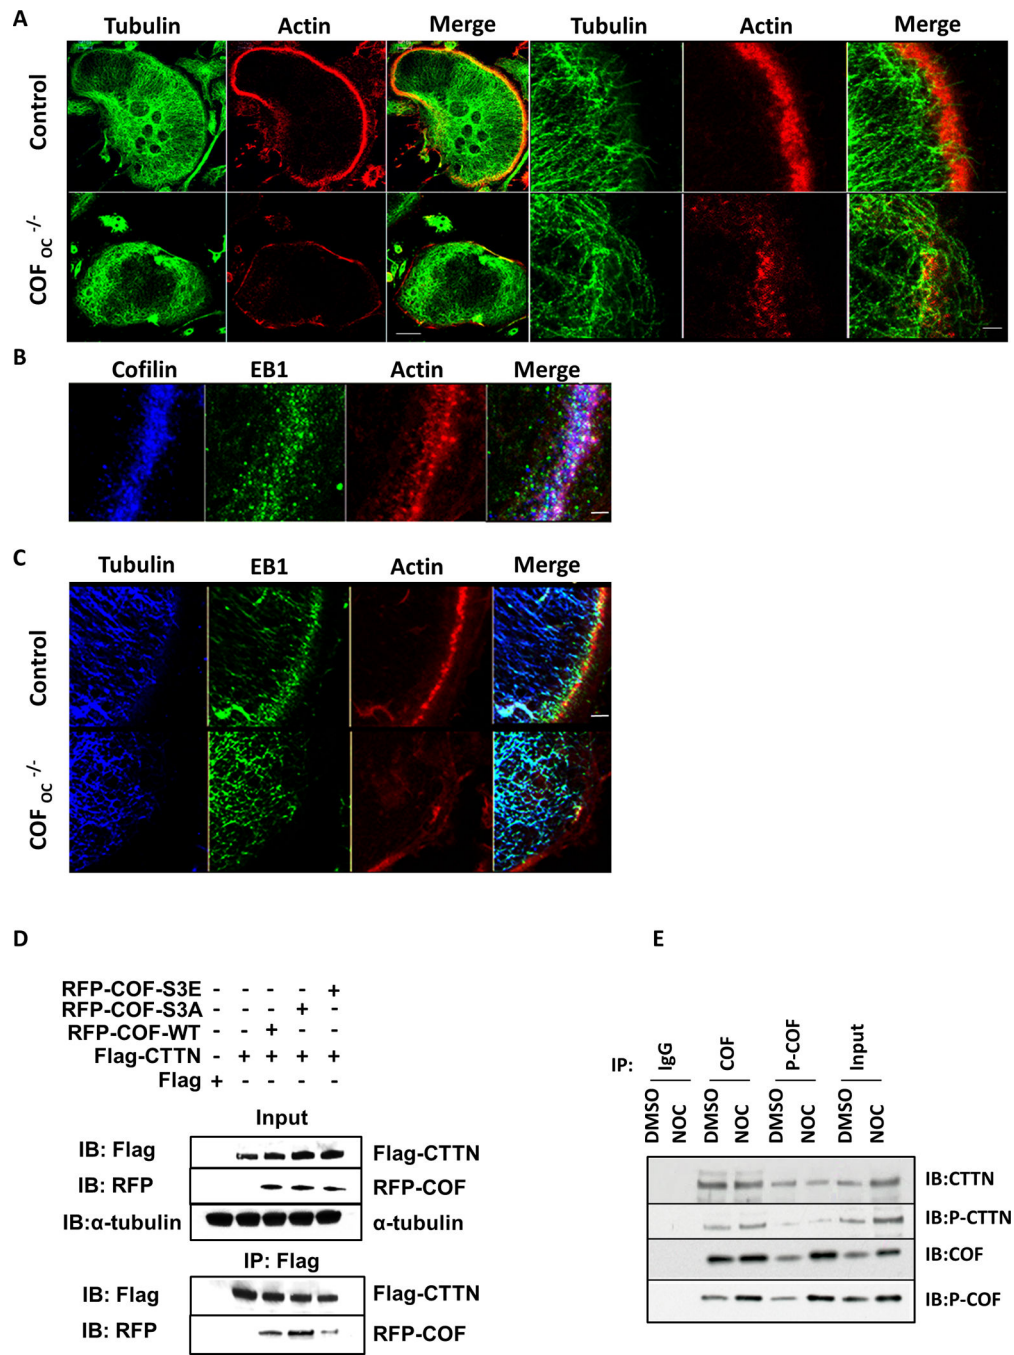 A
Tubulin Actin Merge Tubulin Actin Merge
Control
COF OC -/-
B
Cofilin EB1 Actin Merge
C
Tubulin EB1 Actin Merge
Control
COF OC -/-
D
RFP-COF-S3E - - - - +
RFP-COF-S3A - - - + -
RFP-COF-WT - - + - -
Flag-CTTN - + + + +
Flag + - - - -
Input
IB: Flag Flag-CTTN
IB: RFP RFP-COF
IB:α-tubulin α-tubulin
IP: Flag
IB: Flag Flag-CTTN
IB: RFP RFP-COF
E
IP: IgG COF P-COF Input
DMSO NOC DMSO NOC DMSO NOC DMSO NOC
IB:CTTN
IB:P-CTTN
IB:COF
IB:P-COF